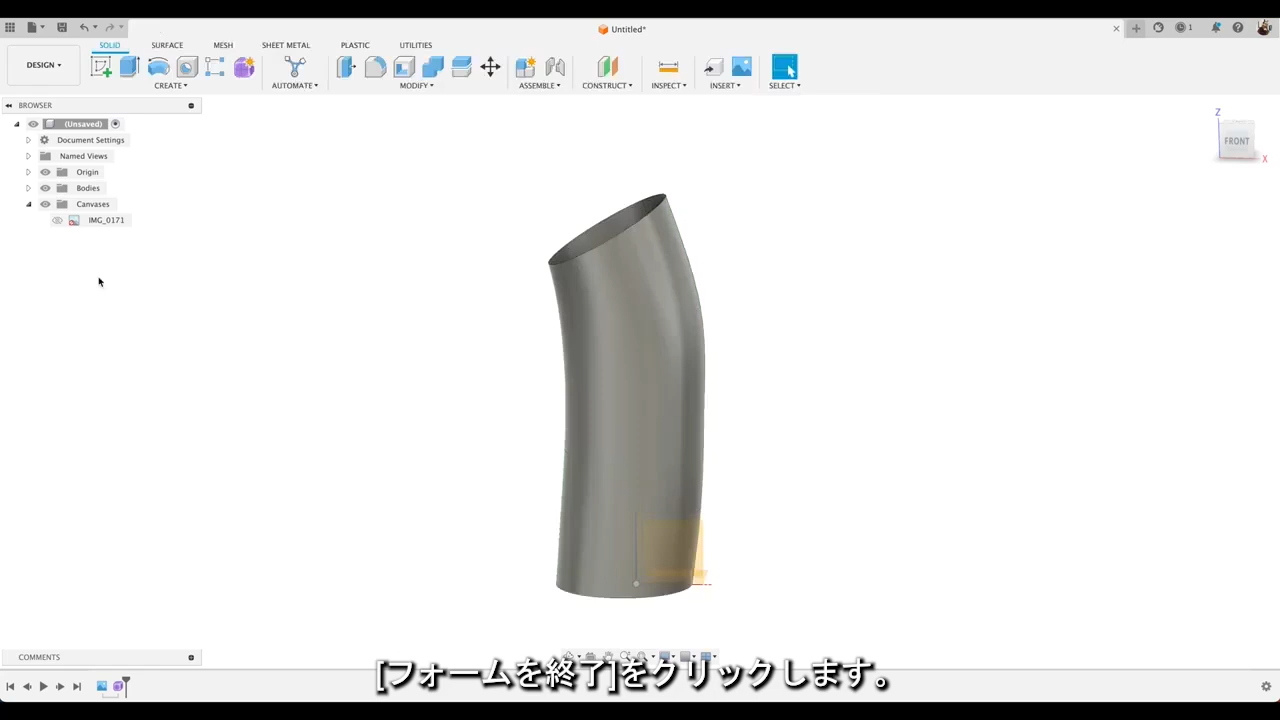 Untitled*
1
DESIGN
SOLID
SURFACE
MESH
SHEET METAL
PLASTIC
UTILITIES
CREATE
AUTOMATE
MODIFY
ASSEMBLE
CONSTRUCT
INSPECT
INSERT
SELECT
BROWSER
(Unsaved)
Document Settings
Named Views
Origin
Bodies
Canvases
IMG_0171
Z
FRONT
X
COMMENTS
[フォームを終了]をクリックします。